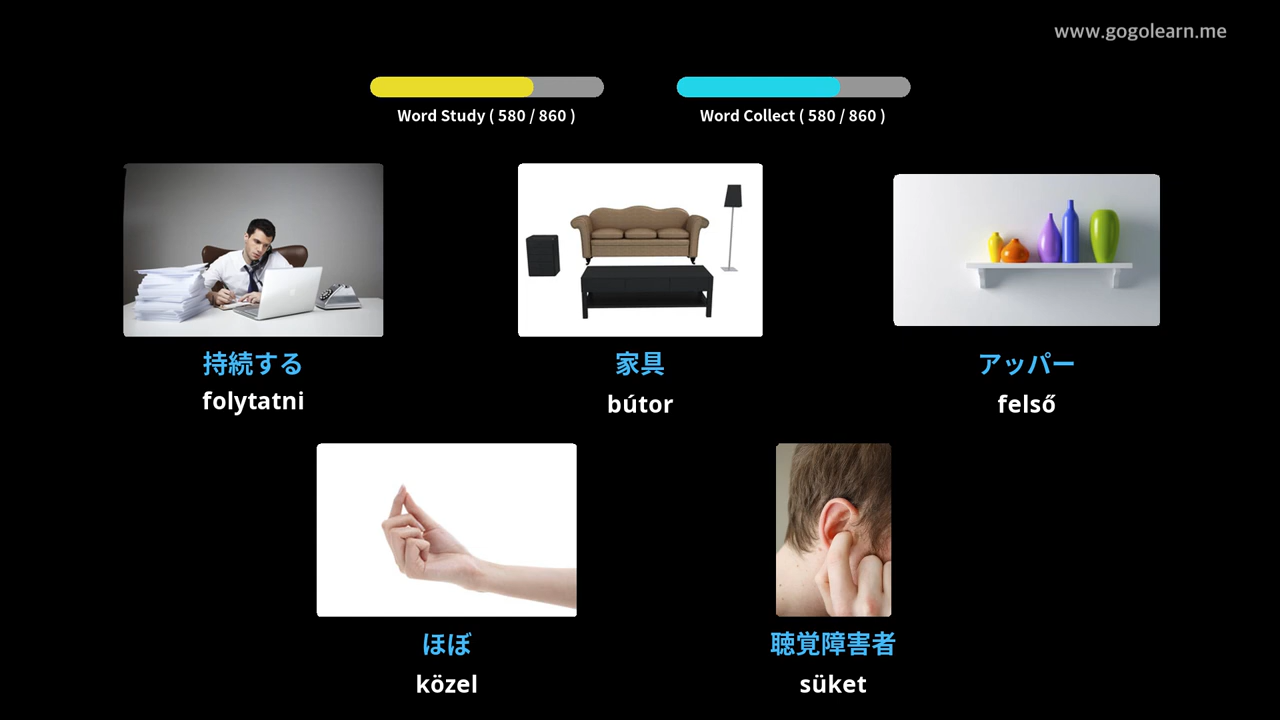 www.gogolearn.me
Word Study ( 580 / 860 )
Word Collect ( 580 / 860 )
持続する
folytatni
家具
bútor
アッパー
felső
ほぼ
közel
聴覚障害者
süket